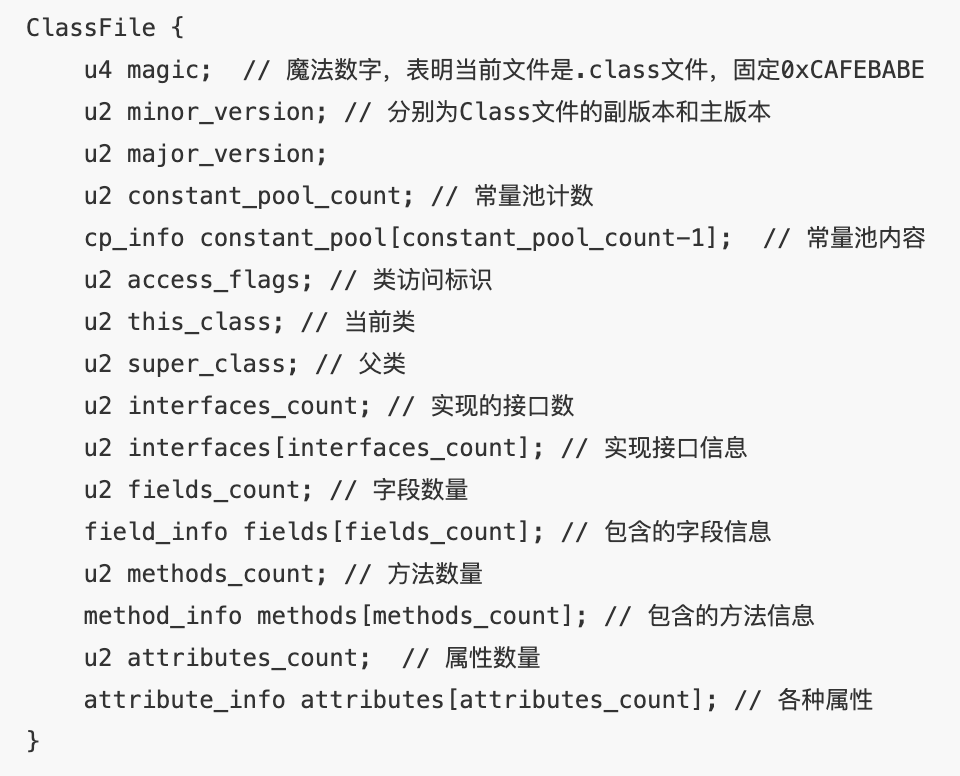 ClassFile {
    u4 magic;  // 魔法数字，表明当前文件是.class文件，固定0xCAFEBABE
    u2 minor_version; // 分别为Class文件的副版本和主版本
    u2 major_version;
    u2 constant_pool_count; // 常量池计数
    cp_info constant_pool[constant_pool_count-1];  // 常量池内容
    u2 access_flags; // 类访问标识
    u2 this_class; // 当前类
    u2 super_class; // 父类
    u2 interfaces_count; // 实现的接口数
    u2 interfaces[interfaces_count]; // 实现接口信息
    u2 fields_count; // 字段数量
    field_info fields[fields_count]; // 包含的字段信息
    u2 methods_count; // 方法数量
    method_info methods[methods_count]; // 包含的方法信息
    u2 attributes_count;  // 属性数量
    attribute_info attributes[attributes_count]; // 各种属性
}